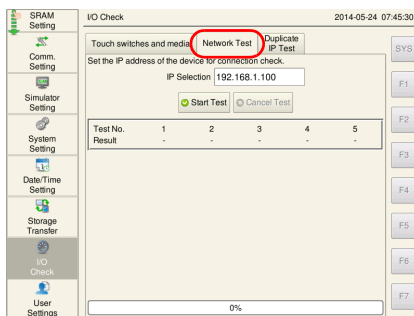 SRAM
Setting
I/O Check
2014-05-24 07:45:30
Comm.
Setting
Simulator
Setting
System
Setting
Date/Time
Setting
Storage
Transfer
I/O
Check
User
Settings
Touch switches and media
Network Test
Duplicate
IP Test
Set the IP address of the device for connection check.
IP Selection 192.168.1.100
Start Test
Cancel Test
Test No. 1 2 3 4 5
Result - - - - -
0%
SYS
F1
F2
F3
F4
F5
F6
F7